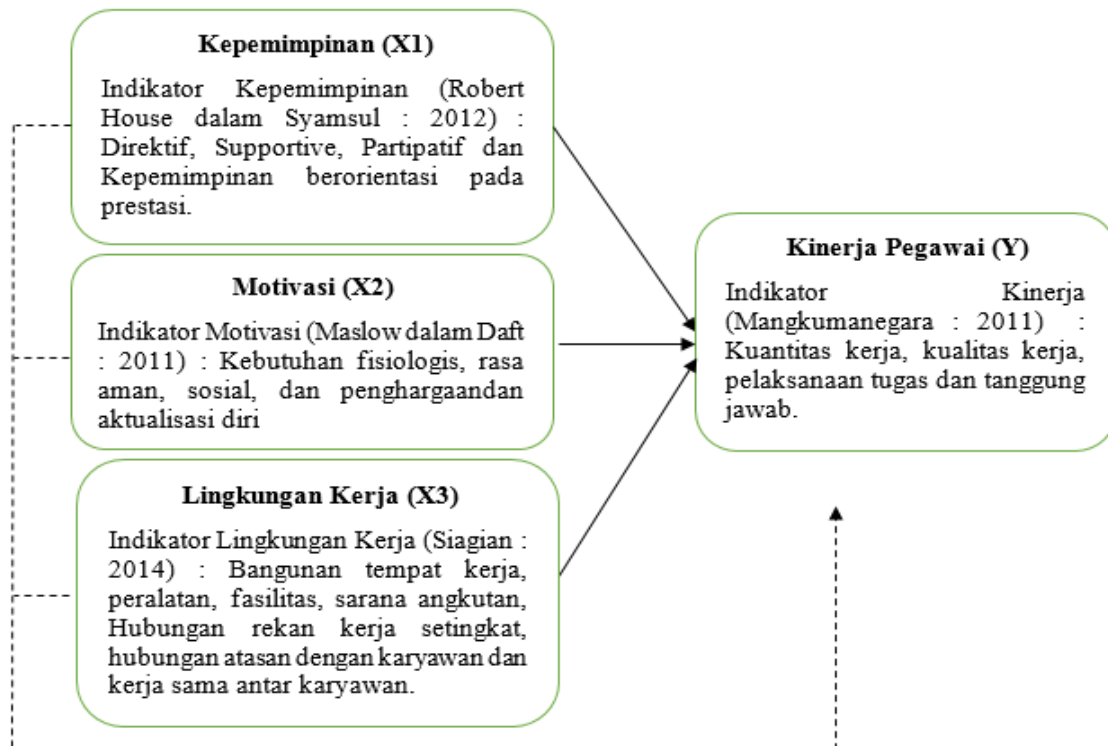 Kepemimpinan (X1)
Indikator Kepemimpinan (Robert
House dalam Syamsul : 2012) :
Direktif, Supportive, Partipatif dan
Kepemimpinan berorientasi pada
prestasi.
Motivasi (X2)
Indikator Motivasi (Maslow dalam Daft
: 2011) : Kebutuhan fisiologis, rasa
aman, sosial, dan penghargaandan
aktualisasi diri
Lingkungan Kerja (X3)
Indikator Lingkungan Kerja (Siagian :
2014) : Bangunan tempat kerja,
peralatan, fasilitas, sarana angkutan,
Hubungan rekan kerja setingkat,
hubungan atasan dengan karyawan dan
kerja sama antar karyawan.
Kinerja Pegawai (Y)
Indikator Kinerja
(Mangkumanegara : 2011) :
Kuantitas kerja, kualitas kerja,
pelaksanaan tugas dan tanggung
jawab.